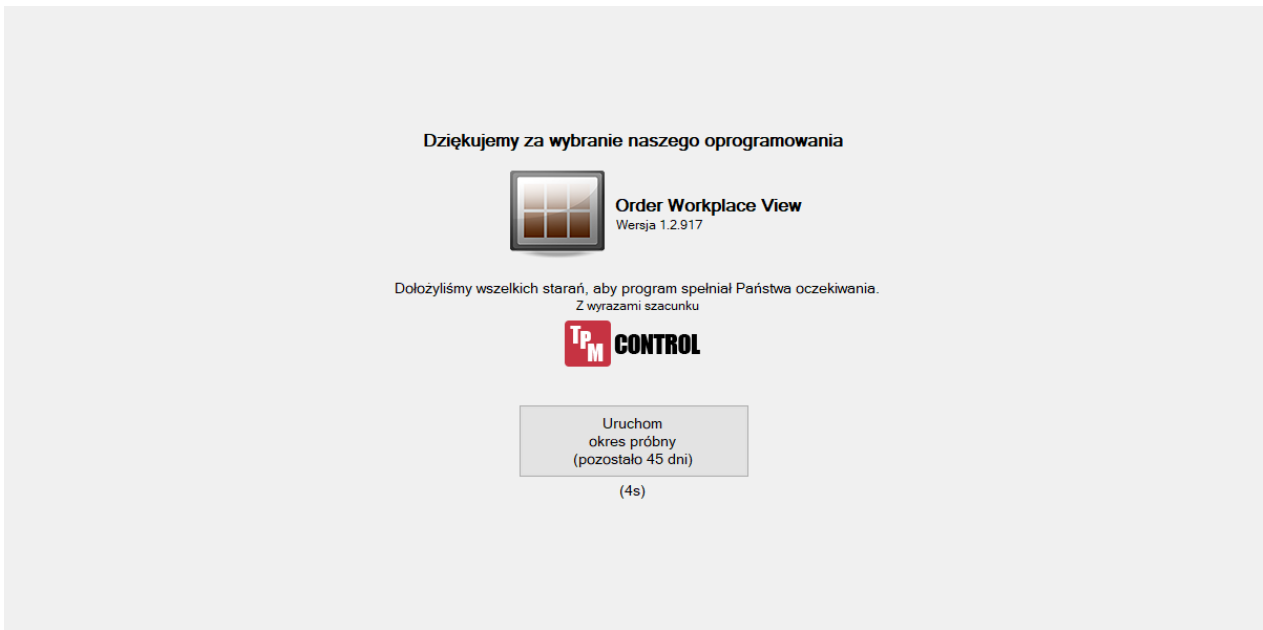 Dziękujemy za wybranie naszego oprogramowania
Order Workplace View
Wersja 1.2.917
Dołożyliśmy wszelkich starań, aby program spełniał Państwa oczekiwania.
Z wyrazami szacunku
TPM CONTROL
Uruchom
okres próbny
(pozostało 45 dni)
(4s)